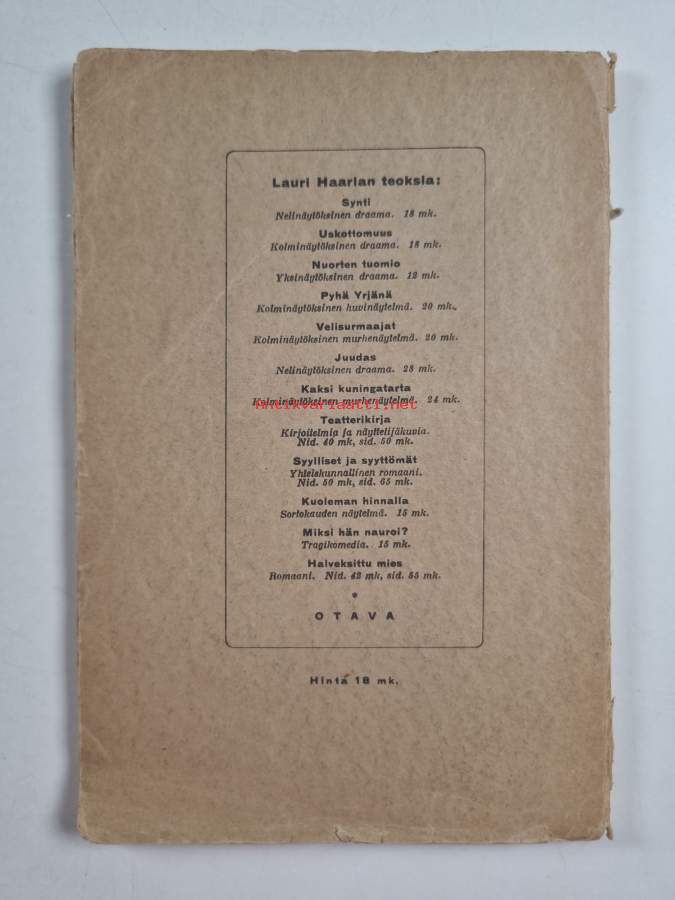 Lauri Haarlan teoksia:
Synti
Nelinäytöksinen draama. 18 mk.
Uskottomuus
Kolminäytöksinen draama. 18 mk.
Nuorten tuomio
Yksinäytöksinen draama. 12 mk.
Pyhä Yrjänä
Kolminäytöksinen huvinäytelmä. 20 mk.
Velisurmaajat
Kolminäytöksinen murhenäytelmä. 20 mk.
Juudas
Nelinäytöksinen draama. 28 mk.
Kaksi kuningatarta
Kolminäytöksinen murhenäytelmä. 24 mk.
antikvariaatti.net
Teatterikirja
Kirjoitelmia ja näyttelijäkuvia.
Nid. 40 mk, sid. 50 mk.
Syylliset ja syyttömät
Yhteiskunnallinen romaani.
Nid. 50 mk, sid. 65 mk.
Kuoleman hinnalla
Sortokauden näytelmä. 15 mk.
Miksi hän nauroi?
Tragikomedia. 15 mk.
Halveksittu mies
Romaani. Nid. 42 mk, sid. 55 mk.
*
OTAVA
Hinta 18 mk.